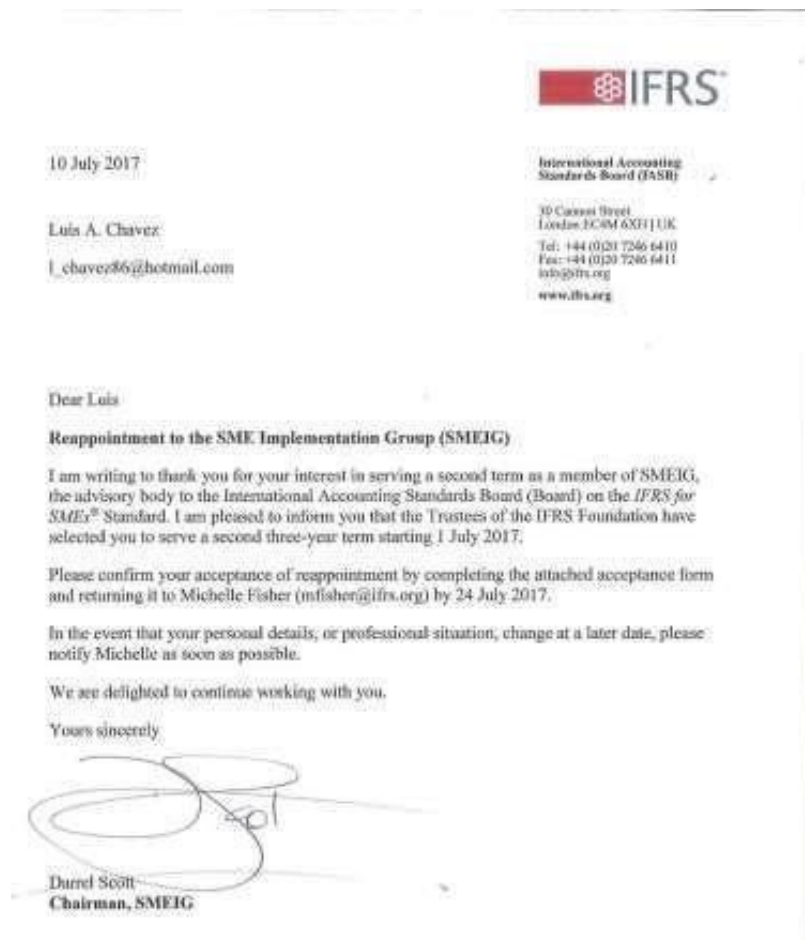 IFRS
10 July 2017
International Accounting
Standards Board (IASB)
30 Cannon Street
London EC4M 6XH | UK
Luis A. Chavez
Tel: +44 (0)20 7246 6410
Fax: +44 (0)20 7246 6411
l_chavez86@hotmail.com
info@ifrs.org
www.ifrs.org
Dear Luis
Reappointment to the SME Implementation Group (SMEIG)
I am writing to thank you for your interest in serving a second term as a member of SMEIG,
the advisory body to the International Accounting Standards Board (Board) on the IFRS for
SMEs® Standard. I am pleased to inform you that the Trustees of the IFRS Foundation have
selected you to serve a second three-year term starting 1 July 2017.
Please confirm your acceptance of reappointment by completing the attached acceptance form
and returning it to Michelle Fisher (mfisher@ifrs.org) by 24 July 2017.
In the event that your personal details, or professional situation, change at a later date, please
notify Michelle as soon as possible.
We are delighted to continue working with you.
Yours sincerely
Darrel Scott
Chairman, SMEIG